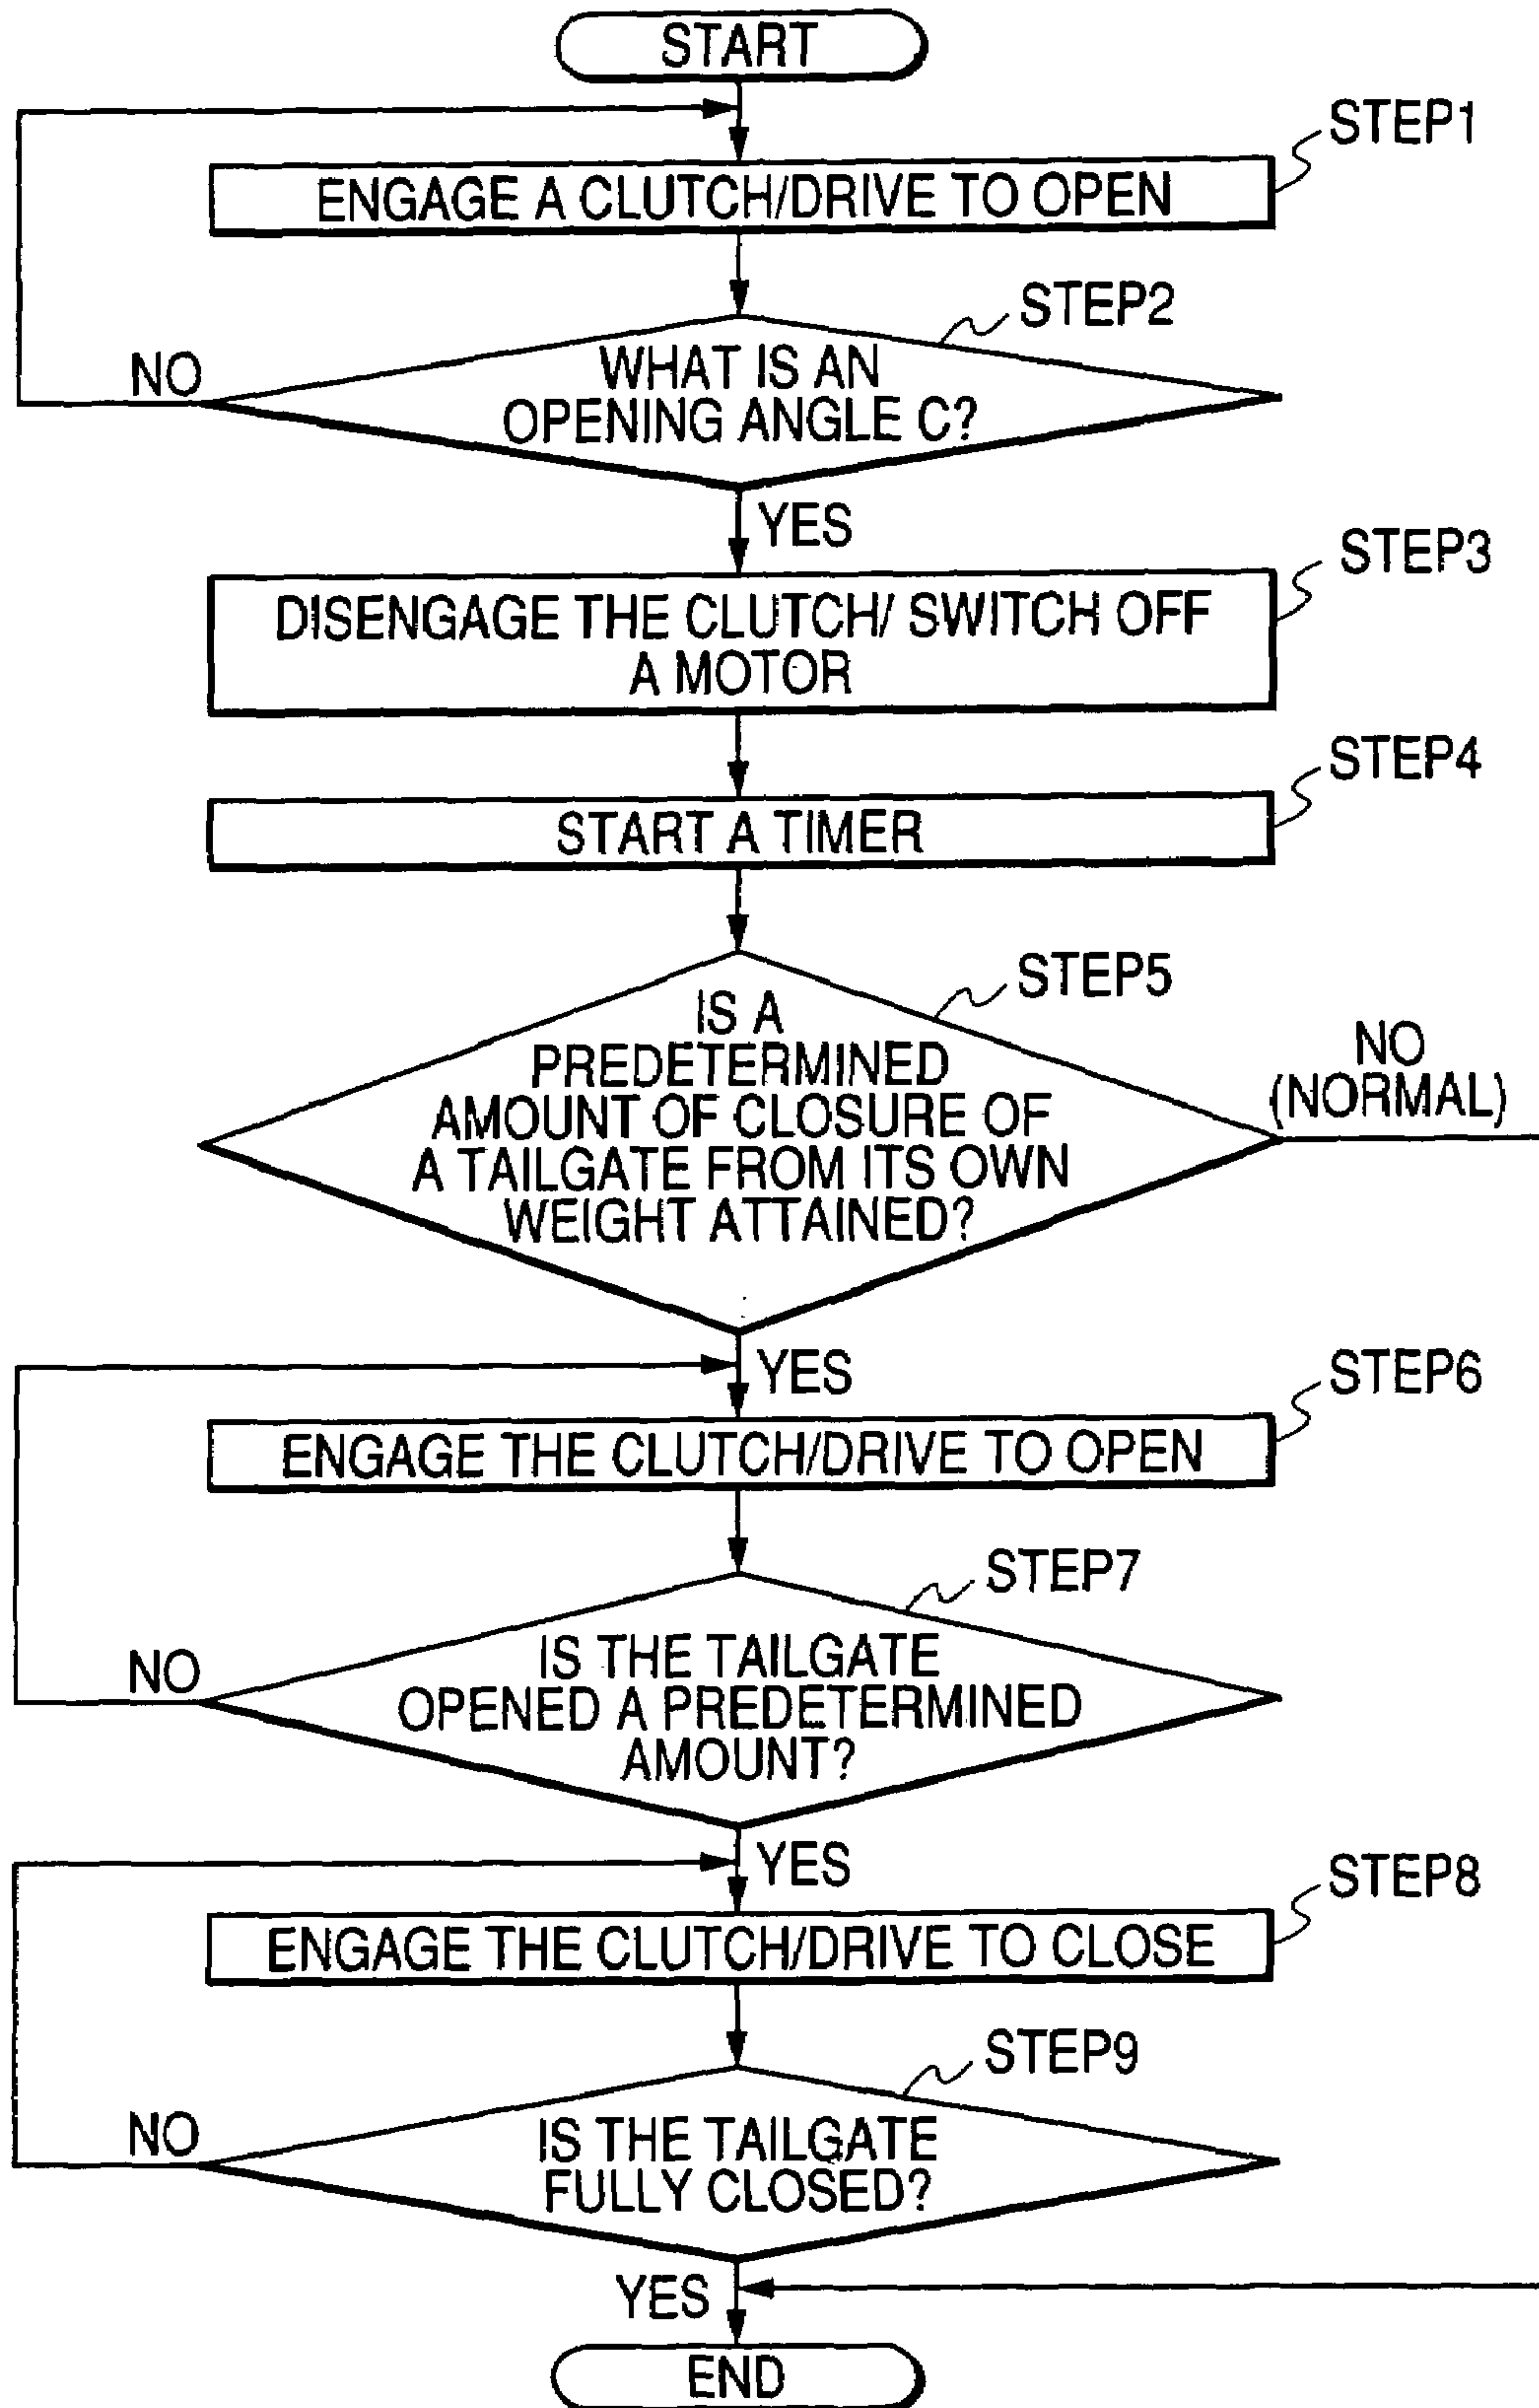 START
STEP1
ENGAGE A CLUTCH/DRIVE TO OPEN
STEP2
NO
WHAT IS AN
OPENING ANGLE C?
YES
STEP3
DISENGAGE THE CLUTCH/ SWITCH OFF
A MOTOR
STEP4
START A TIMER
STEP5
IS A
PREDETERMINED
AMOUNT OF CLOSURE OF
A TAILGATE FROM ITS OWN
WEIGHT ATTAINED?
NO
(NORMAL)
YES
STEP6
ENGAGE THE CLUTCH/DRIVE TO OPEN
STEP7
NO
IS THE TAILGATE
OPENED A PREDETERMINED
AMOUNT?
YES
STEP8
ENGAGE THE CLUTCH/DRIVE TO CLOSE
STEP9
NO
IS THE TAILGATE
FULLY CLOSED?
YES
END